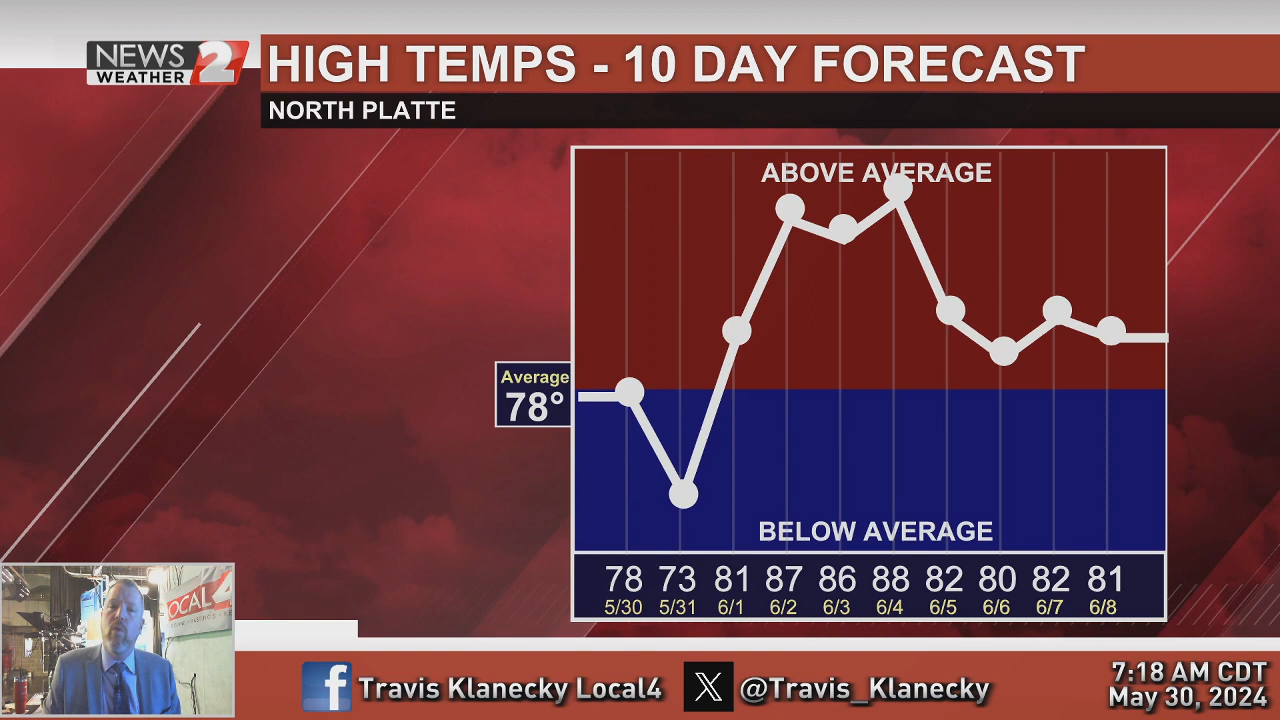 NEWS 2
WEATHER
HIGH TEMPS - 10 DAY FORECAST
NORTH PLATTE
ABOVE AVERAGE
Average
78°
BELOW AVERAGE
78 73 81 87 86 88 82 80 82 81
5/30 5/31 6/1 6/2 6/3 6/4 6/5 6/6 6/7 6/8
OCAL4
f Travis Klanecky Local4 X @Travis_Klanecky
7:18 AM CDT
May 30, 2024